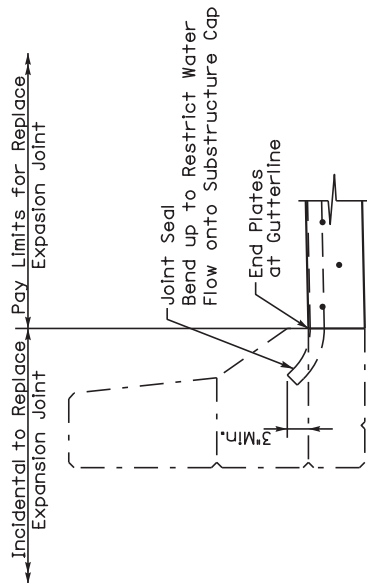 Incidental to Replace
Expansion Joint
Pay Limits for Replace
Expasion Joint
Joint Seal
Bend up to Restrict Water
Flow onto Substructure Cap
End Plates
at Gutterline
3"Min.